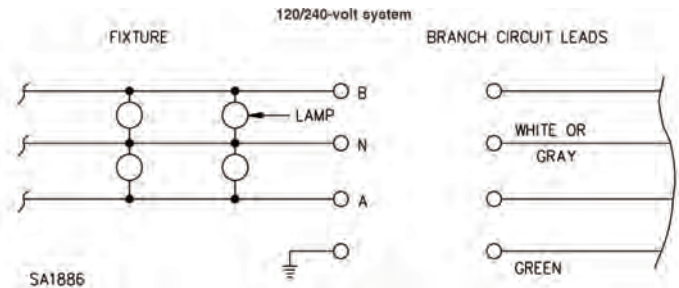 120/240-volt system
FIXTURE
BRANCH CIRCUIT LEADS
B
LAMP
N
WHITE OR
GRAY
A
GREEN
SA1886